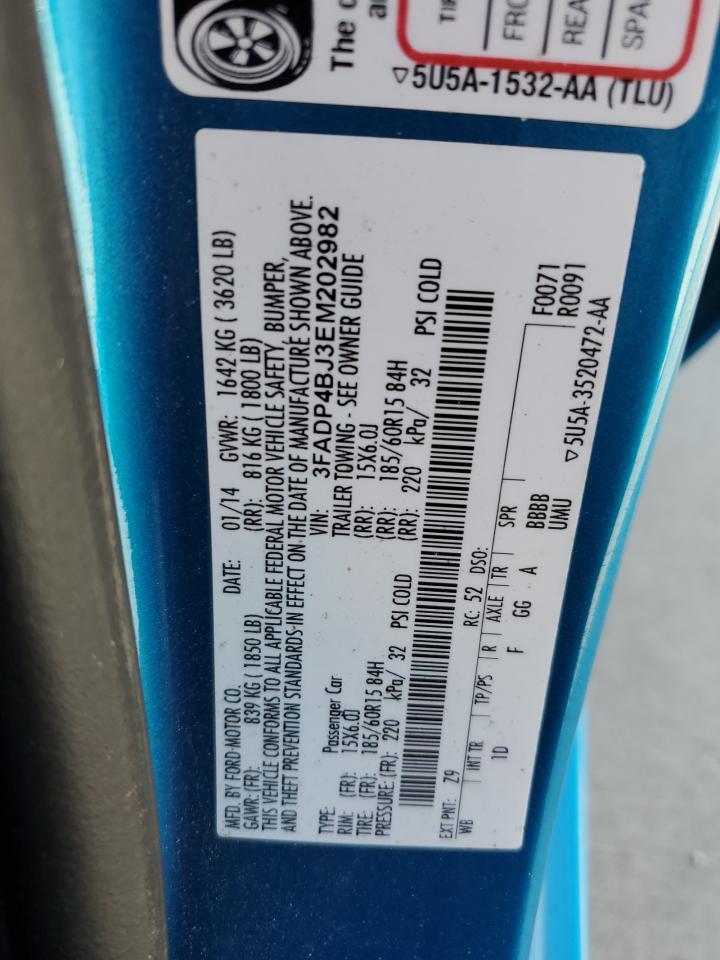 The
TIR
FRO
REA
SPA
▽5U5A-1532-AA (TLU)
MFD. BY FORD MOTOR CO. DATE: 01/14 GVWR: 1642 KG ( 3620 LB)
GAWR: (FR): 839 KG ( 1850 LB) (RR): 816 KG ( 1800 LB)
THIS VEHICLE CONFORMS TO ALL APPLICABLE FEDERAL MOTOR VEHICLE SAFETY, BUMPER,
AND THEFT PREVENTION STANDARDS IN EFFECT ON THE DATE OF MANUFACTURE SHOWN ABOVE.
VIN: 3FADP4BJ3EM202982
TYPE: Passenger Car TRAILER TOWING - SEE OWNER GUIDE
RIM: (FR): 15X6.0J (RR): 15X6.0J
TIRE: (FR): 185/60R15 84H (RR): 185/60R15 84H
PRESSURE: (FR): 220 kPa/ 32 PSI COLD (RR): 220 kPa/ 32 PSI COLD
EXT PNT: Z9 RC: 52 DSO:
WB INT TR TP/PS R AXLE TR SPR
1D F GG A BBBB F0071
UMU R0091
▽5U5A-3520472-AA